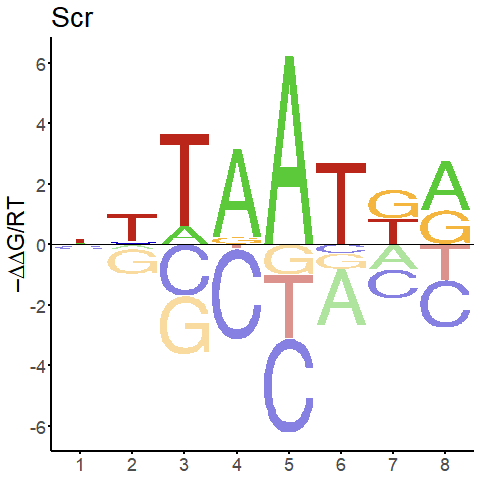 Scr
−ΔΔG/RT
6
4
2
0
-2
-4
-6
T
T G
T A C G
A G C
A G T C
T C G A
G T A C
A G T C
1 2 3 4 5 6 7 8